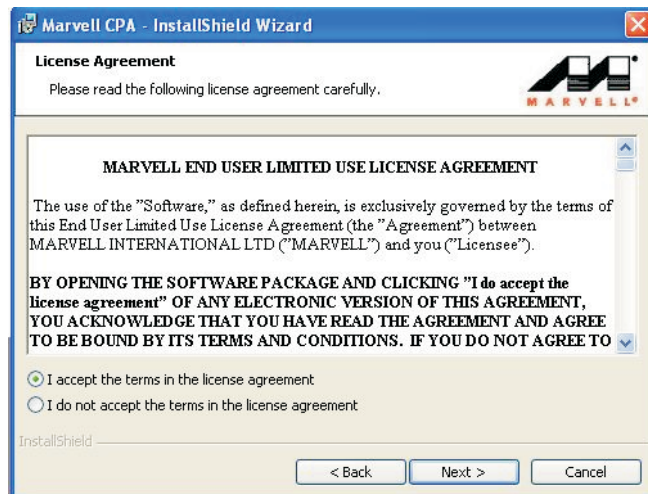 Marvell CPA - InstallShield Wizard
License Agreement
Please read the following license agreement carefully.
MARVELL®
MARVELL END USER LIMITED USE LICENSE AGREEMENT
The use of the "Software," as defined herein, is exclusively governed by the terms of
this End User Limited Use License Agreement (the "Agreement") between
MARVELL INTERNATIONAL LTD ("MARVELL") and you ("Licensee").
BY OPENING THE SOFTWARE PACKAGE AND CLICKING "I do accept the
license agreement" OF ANY ELECTRONIC VERSION OF THIS AGREEMENT,
YOU ACKNOWLEDGE THAT YOU HAVE READ THE AGREEMENT AND AGREE
TO BE BOUND BY ITS TERMS AND CONDITIONS. IF YOU DO NOT AGREE TO
I accept the terms in the license agreement
I do not accept the terms in the license agreement
InstallShield
< Back
Next >
Cancel